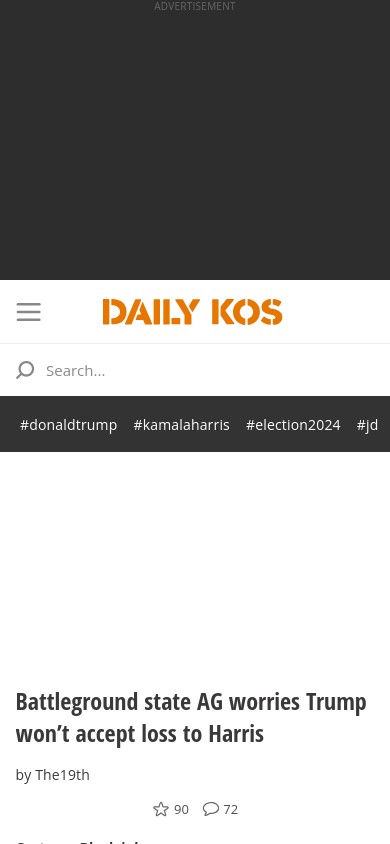 ADVERTISEMENT
DAILY KOS
Search...
#donaldtrump #kamalaharris #election2024 #jd
Battleground state AG worries Trump
won’t accept loss to Harris
by The19th
90 72